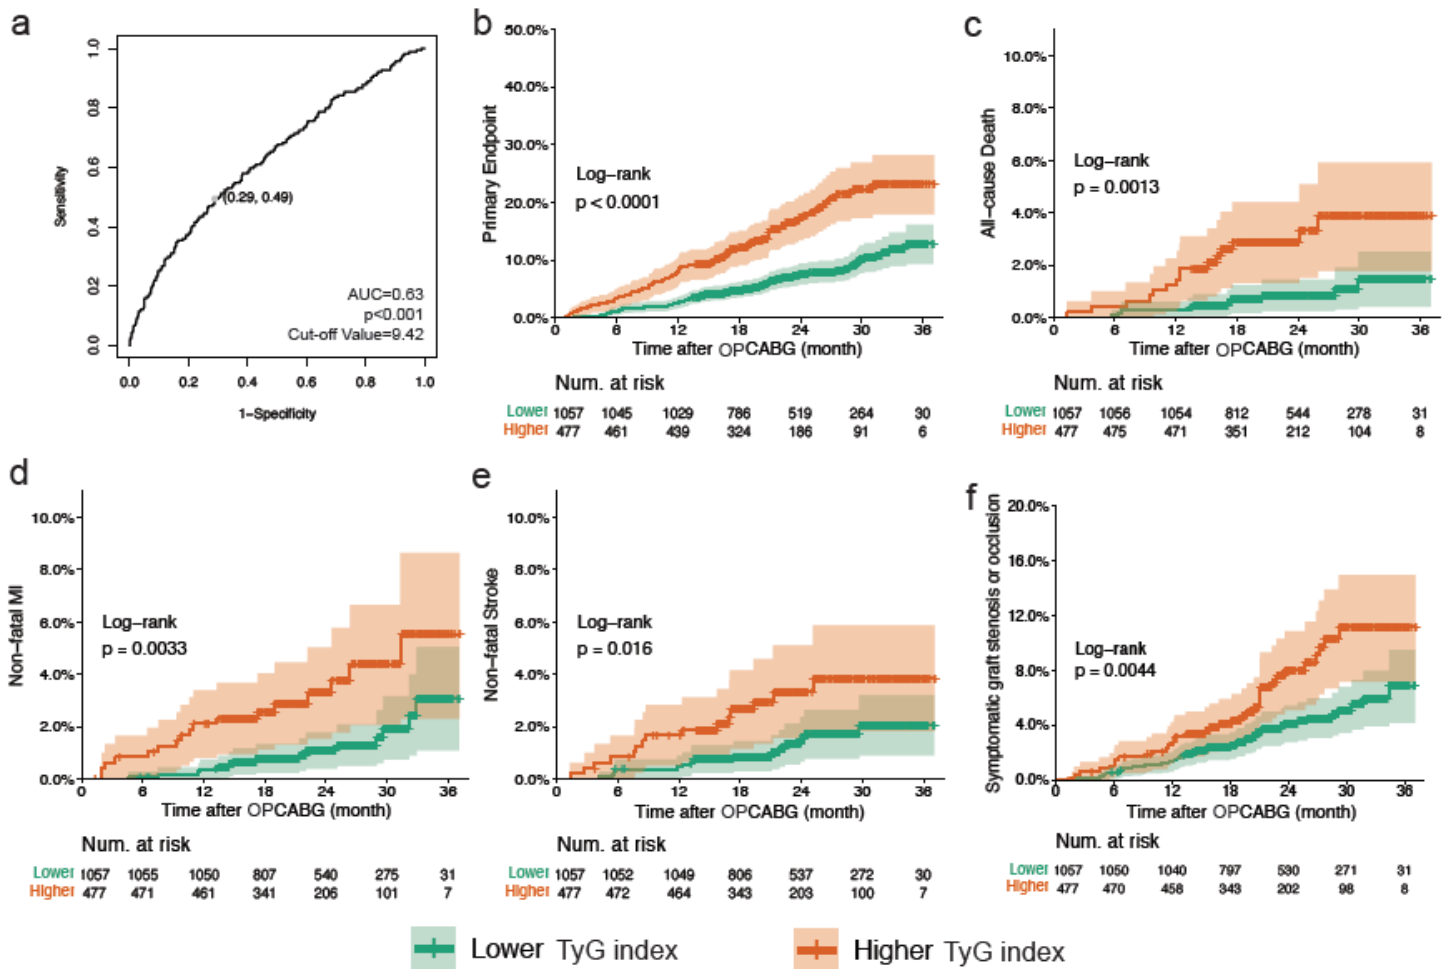 a
1.0
0.8
0.6
0.4
0.2
0.0
Sensitivity
(0.29, 0.49)
AUC=0.63
p<0.001
Cut-off Value=9.42
0.0 0.2 0.4 0.6 0.8 1.0
1-Specificity
b
50.0%
40.0%
30.0%
20.0%
10.0%
0.0%
Primary Endpoint
Log-rank
p < 0.0001
0 6 12 18 24 30 36
Time after OPCABG (month)
Num. at risk
Lower 1057 1045 1029 786 519 264 30
Higher 477 461 439 324 186 91 6
c
10.0%
8.0%
6.0%
4.0%
2.0%
0.0%
All-cause Death
Log-rank
p = 0.0013
0 6 12 18 24 30 36
Time after OPCABG (month)
Num. at risk
Lower 1057 1056 1054 812 544 278 31
Higher 477 475 471 351 212 104 8
d
10.0%
8.0%
6.0%
4.0%
2.0%
0.0%
Non-fatal MI
Log-rank
p = 0.0033
0 6 12 18 24 30 36
Time after OPCABG (month)
Num. at risk
Lower 1057 1055 1050 807 540 275 31
Higher 477 471 461 341 206 101 7
e
10.0%
8.0%
6.0%
4.0%
2.0%
0.0%
Non-fatal Stroke
Log-rank
p = 0.016
0 6 12 18 24 30 36
Time after OPCABG (month)
Num. at risk
Lower 1057 1052 1049 806 537 272 30
Higher 477 472 464 343 203 100 7
f
20.0%
16.0%
12.0%
8.0%
4.0%
0.0%
Symptomatic graft stenosis or occlusion
Log-rank
p = 0.0044
0 6 12 18 24 30 36
Time after OPCABG (month)
Num. at risk
Lower 1057 1050 1040 797 530 271 31
Higher 477 470 458 343 202 98 8
Lower TyG index
Higher TyG index